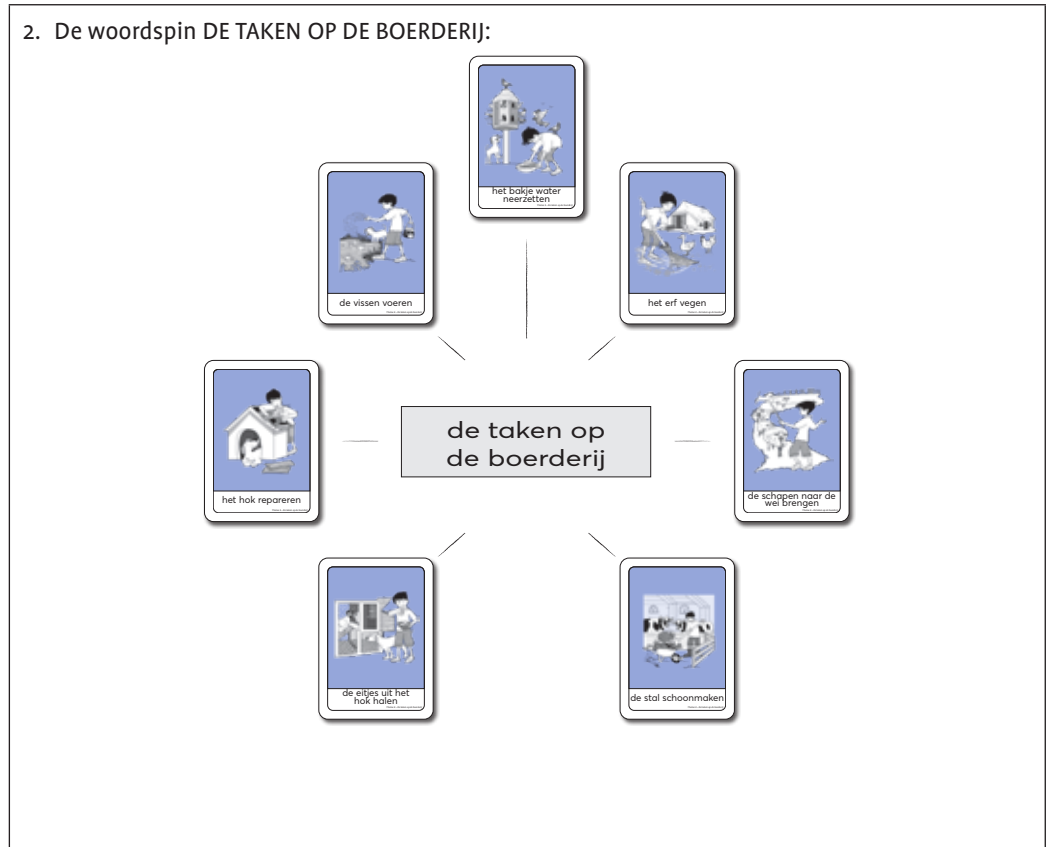 2. De woordspin DE TAKEN OP DE BOERDERIJ:
het bakje water
neerzetten
de vissen voeren
het erf vegen
het hok repareren
de taken op
de boerderij
de schapen naar de
wei brengen
de eitjes uit het
hok halen
de stal schoonmaken